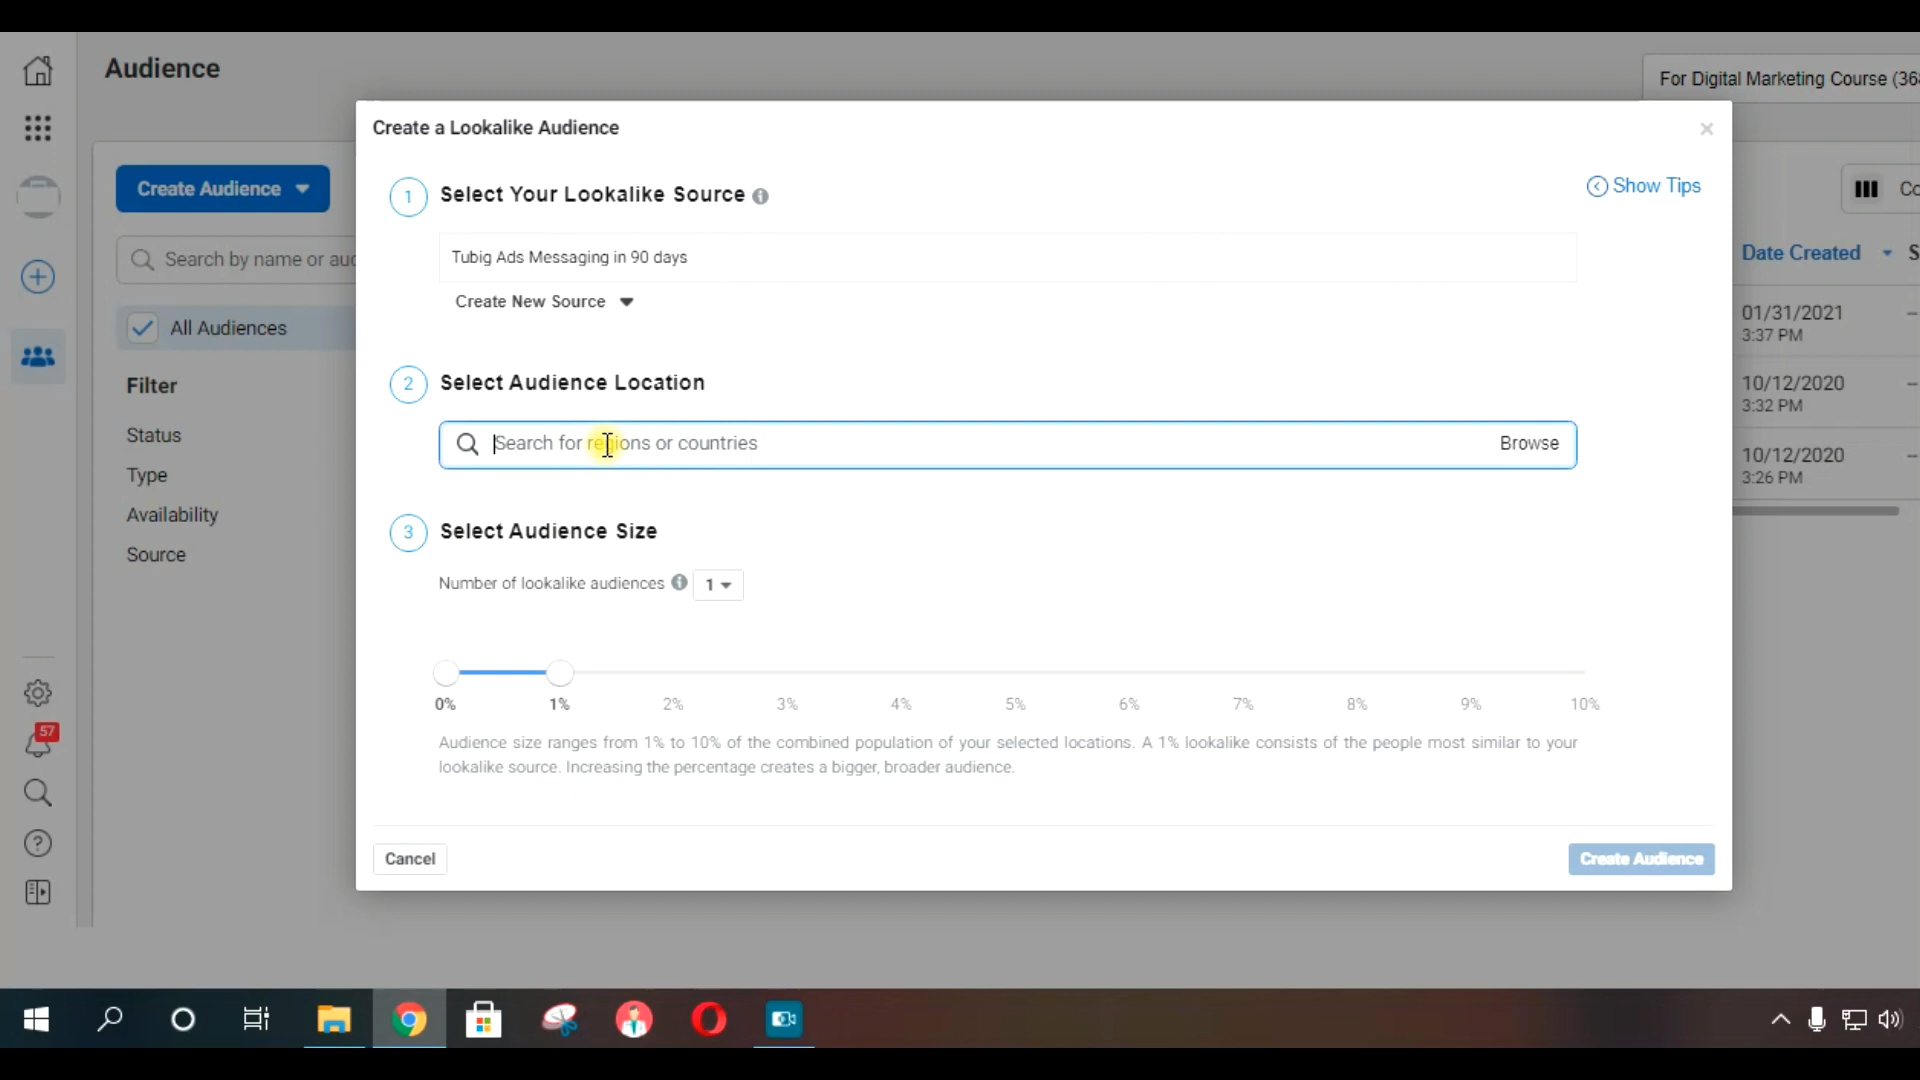 Audience
For Digital Marketing Course (36
Create a Lookalike Audience
Create Audience
1 Select Your Lookalike Source
Show Tips
Co
Tubig Ads Messaging in 90 days
Search by name or aud
Date Created S
Create New Source
All Audiences
01/31/2021
3:37 PM
Filter
2 Select Audience Location
10/12/2020
3:32 PM
Status
Search for regions or countries Browse
10/12/2020
3:26 PM
Type
Availability
3 Select Audience Size
Source
Number of lookalike audiences 1
0% 1% 2% 3% 4% 5% 6% 7% 8% 9% 10%
57
Audience size ranges from 1% to 10% of the combined population of your selected locations. A 1% lookalike consists of the people most similar to your
lookalike source. Increasing the percentage creates a bigger, broader audience.
Cancel
Create Audience